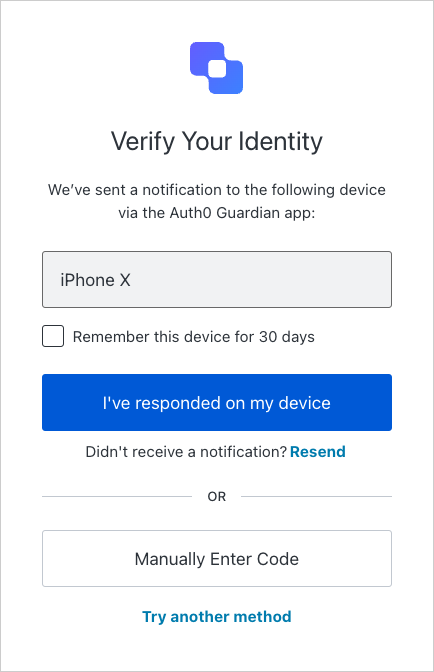 Verify Your Identity
We’ve sent a notification to the following device
via the Auth0 Guardian app:
iPhone X
Remember this device for 30 days
I've responded on my device
Didn't receive a notification? Resend
OR
Manually Enter Code
Try another method